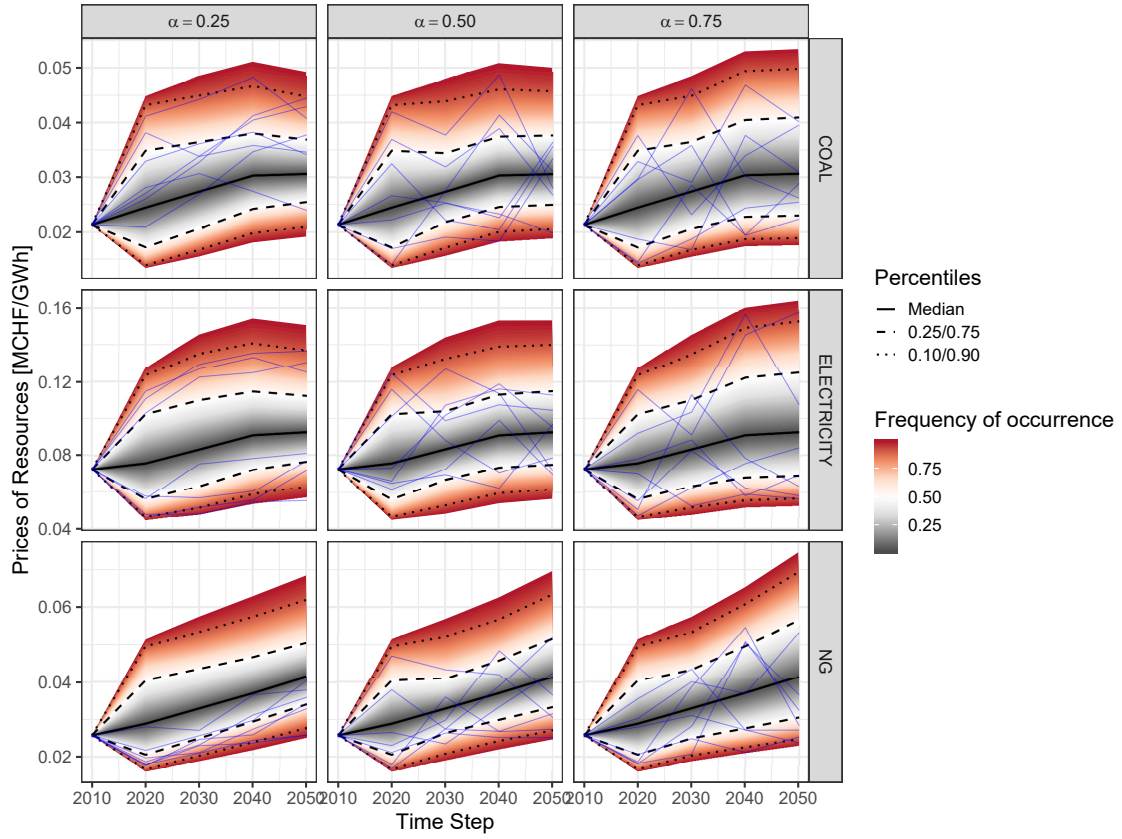 α = 0.25
α = 0.50
α = 0.75
Prices of Resources [MCHF/GWh]
0.05
0.04
0.03
0.02
COAL
0.16
0.12
0.08
0.04
ELECTRICITY
0.06
0.04
0.02
NG
2010 2020 2030 2040 2050
2010 2020 2030 2040 2050
2010 2020 2030 2040 2050
Time Step
Percentiles
Median
0.25/0.75
0.10/0.90
Frequency of occurrence
0.75
0.50
0.25